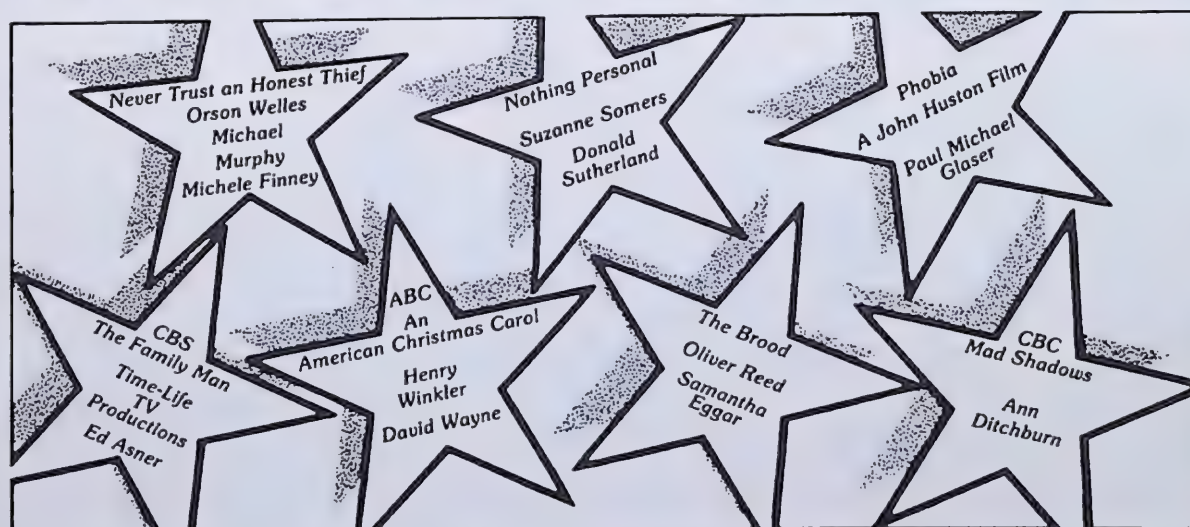 Never Trust an Honest Thief
Orson Welles
Michael
Murphy
Michele Finney
Nothing Personal
Suzanne Somers
Donald
Sutherland
Phobia
A John Huston Film
Paul Michael
Glaser
CBS
The Family Man
Time-Life
TV
Productions
Ed Asner
ABC
An
American Christmas Carol
Henry
Winkler
David Wayne
The Brood
Oliver Reed
Samantha
Eggar
CBC
Mad Shadows
Ann
Ditchburn